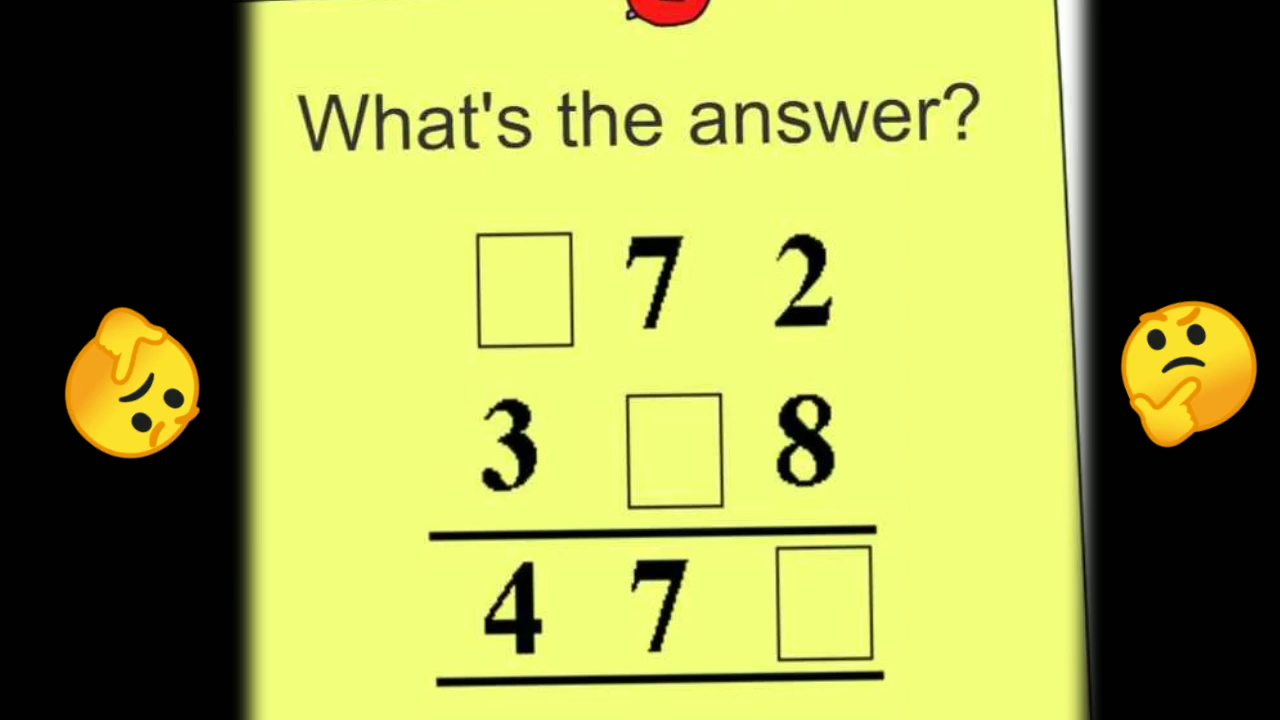 What's the answer?
□ 7 2
3 □ 8
4 7 □